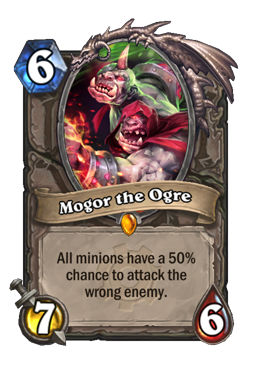 6
Mogor the Ogre
All minions have a 50%
chance to attack the
wrong enemy.
7
6